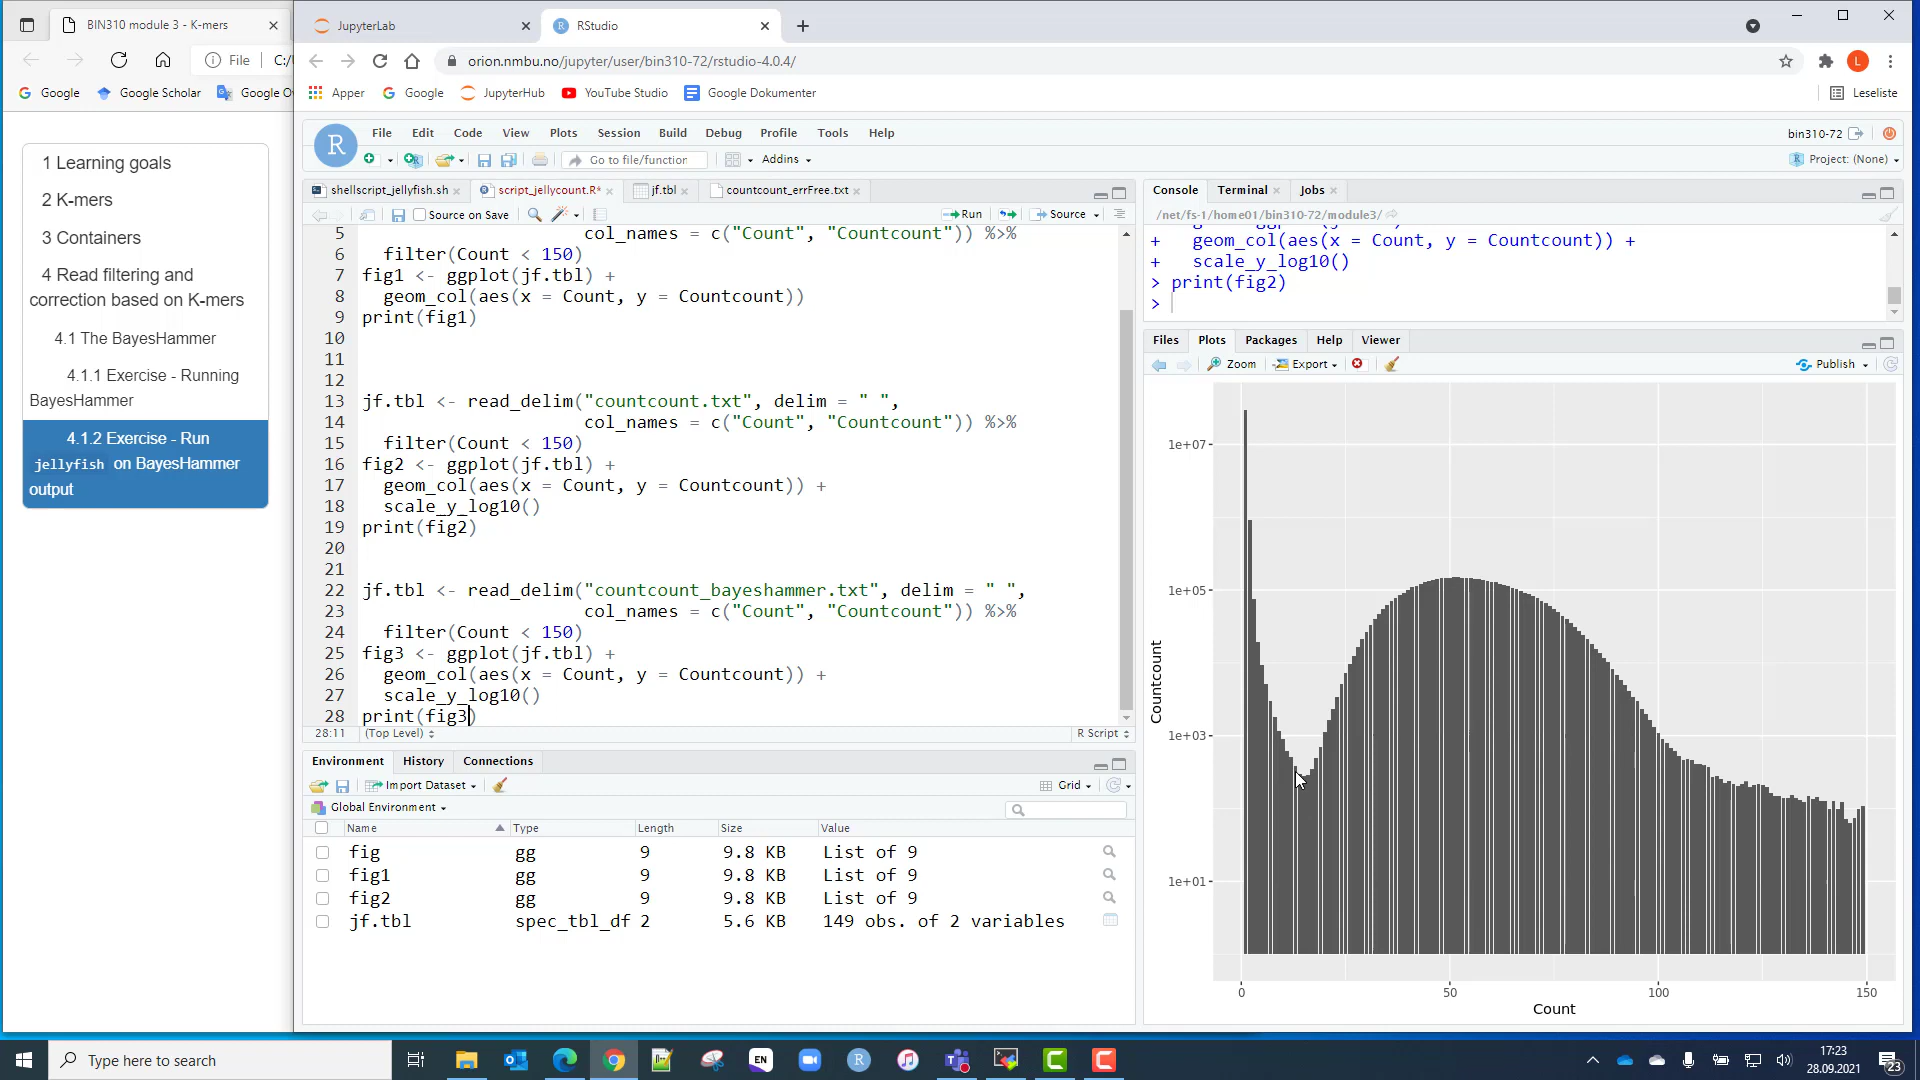 BIN310 module 3 - K-mers
JupyterLab
RStudio
File
C:/
orion.nmbu.no/jupyter/user/bin310-72/rstudio-4.0.4/
L
Google
Google Scholar
Google O
Apper
Google
JupyterHub
YouTube Studio
Google Dokumenter
Leseliste
1 Learning goals
2 K-mers
3 Containers
4 Read filtering and
correction based on K-mers
4.1 The BayesHammer
4.1.1 Exercise - Running
BayesHammer
4.1.2 Exercise - Run
jellyfish on BayesHammer
output
R
File Edit Code View Plots Session Build Debug Profile Tools Help
bin310-72
Go to file/function
Addins
Project: (None)
shellscript_jellyfish.sh
script_jellycount.R*
jf.tbl
countcount_errFree.txt
Source on Save
Run
Source
5 col_names = c("Count", "Countcount")) %>%
6 filter(Count < 150)
7 fig1 <- ggplot(jf.tbl) +
8 geom_col(aes(x = Count, y = Countcount))
9 print(fig1)
10
11
12
13 jf.tbl <- read_delim("countcount.txt", delim = " ",
14 col_names = c("Count", "Countcount")) %>%
15 filter(Count < 150)
16 fig2 <- ggplot(jf.tbl) +
17 geom_col(aes(x = Count, y = Countcount)) +
18 scale_y_log10()
19 print(fig2)
20
21
22 jf.tbl <- read_delim("countcount_bayeshammer.txt", delim = " ",
23 col_names = c("Count", "Countcount")) %>%
24 filter(Count < 150)
25 fig3 <- ggplot(jf.tbl) +
26 geom_col(aes(x = Count, y = Countcount)) +
27 scale_y_log10()
28 print(fig3)
28:11
(Top Level)
R Script
Environment History Connections
Import Dataset
Grid
Global Environment
Name Type Length Size Value
fig gg 9 9.8 KB List of 9
fig1 gg 9 9.8 KB List of 9
fig2 gg 9 9.8 KB List of 9
jf.tbl spec_tbl_df 2 5.6 KB 149 obs. of 2 variables
Console Terminal Jobs
/net/fs-1/home01/bin310-72/module3/
+ geom_col(aes(x = Count, y = Countcount)) +
+ scale_y_log10()
> print(fig2)
>
Files Plots Packages Help Viewer
Zoom
Export
Publish
1e+07
1e+05
1e+03
1e+01
Countcount
0 50 100 150
Count
Type here to search
EN
R
17:23
28.09.2021
23